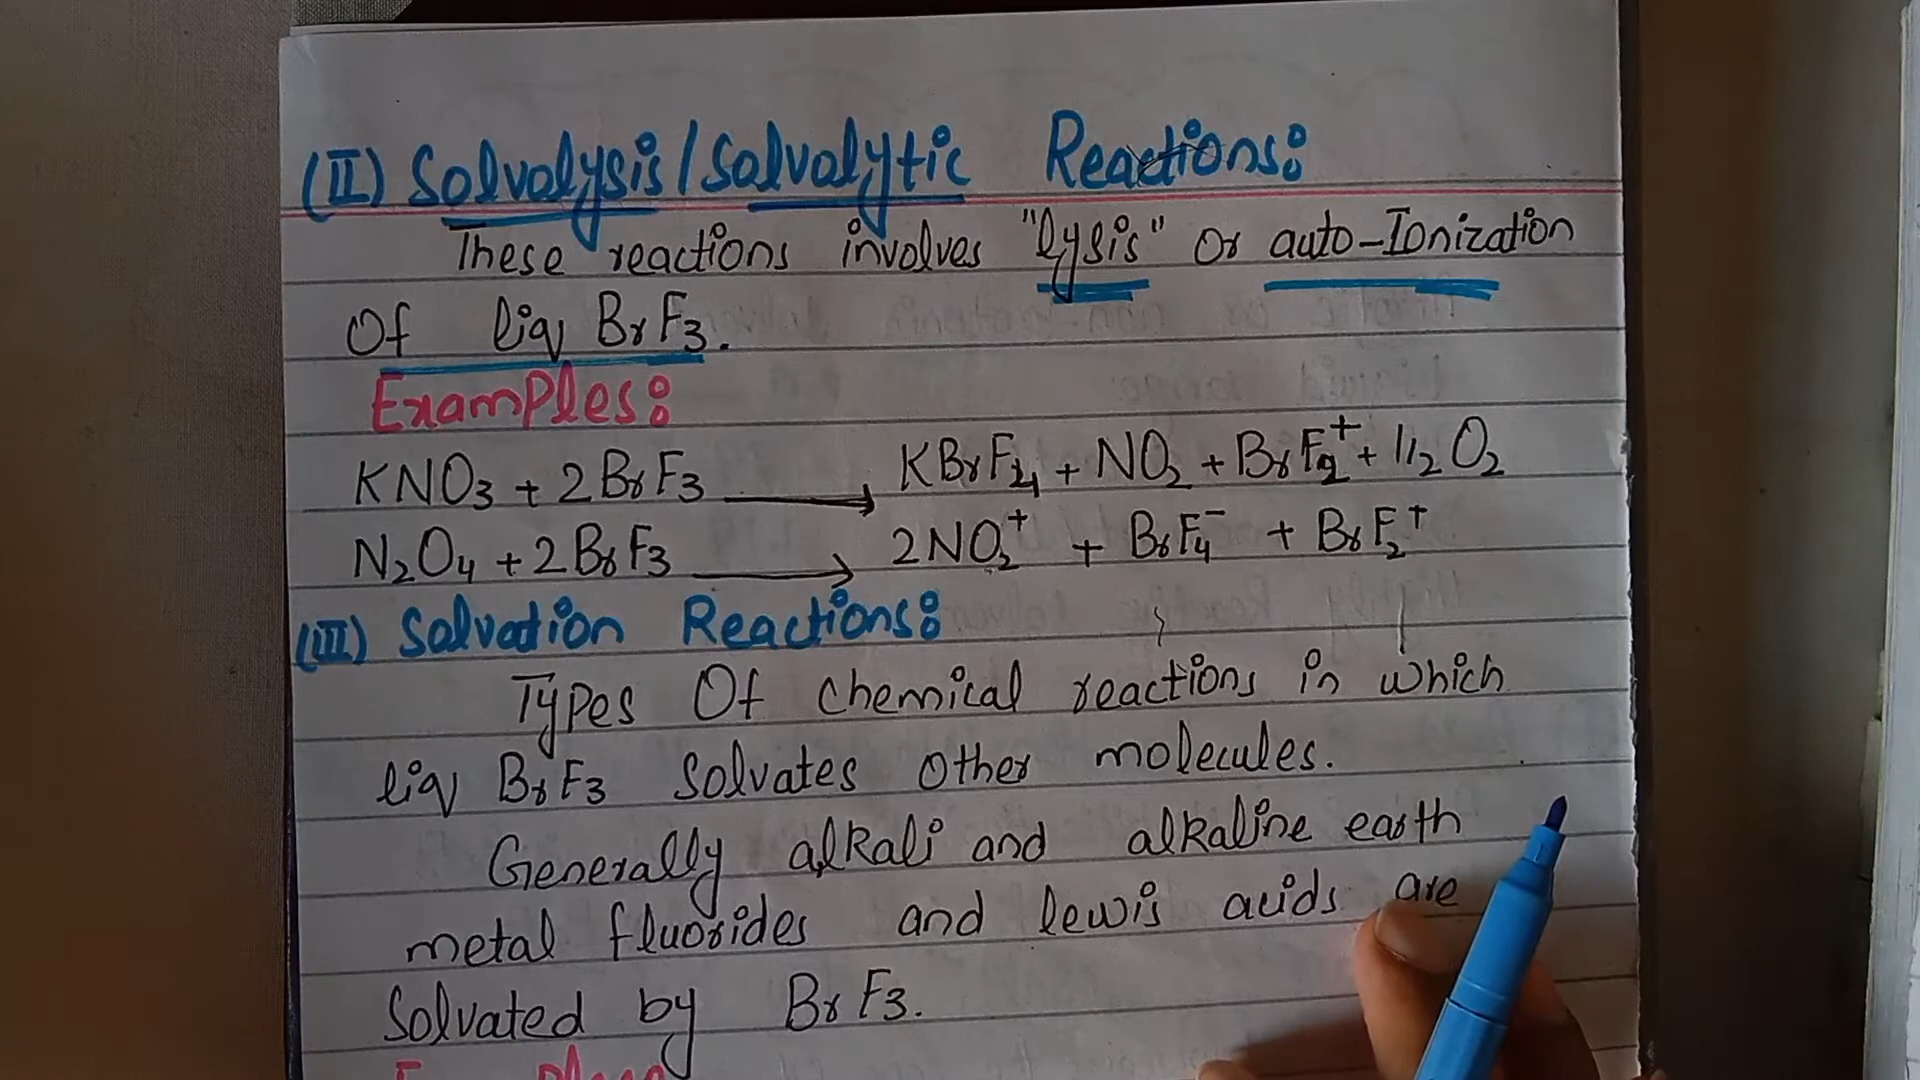 (II) Solvolysis / Solvolytic Reactions:
These reactions involves "lysis" Or auto-Ionization
Of liq BrF3.
Examples:
KNO3 + 2BrF3 → KBrF4 + NO2 + BrF2+ + 1/2 O2
N2O4 + 2BrF3 → 2NO2+ + BrF4- + BrF2+
(III) Solvation Reactions:
Types Of Chemical reactions in which
liq BrF3 Solvates Other molecules.
Generally alkali and alkaline earth
metal fluorides and lewis acids are
Solvated by BrF3.